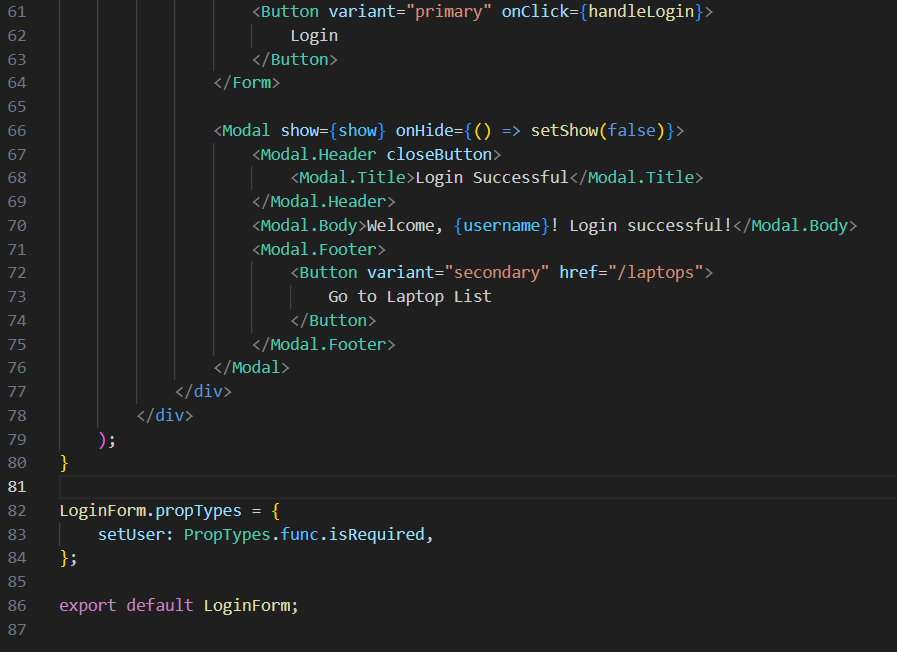 61                        <Button variant="primary" onClick={handleLogin}>
62                            Login
63                        </Button>
64                    </Form>
65
66                    <Modal show={show} onHide={() => setShow(false)}>
67                        <Modal.Header closeButton>
68                            <Modal.Title>Login Successful</Modal.Title>
69                        </Modal.Header>
70                        <Modal.Body>Welcome, {username}! Login successful!</Modal.Body>
71                        <Modal.Footer>
72                            <Button variant="secondary" href="/laptops">
73                                Go to Laptop List
74                            </Button>
75                        </Modal.Footer>
76                    </Modal>
77                </div>
78            </div>
79        );
80    }
81
82    LoginForm.propTypes = {
83        setUser: PropTypes.func.isRequired,
84    };
85
86    export default LoginForm;
87